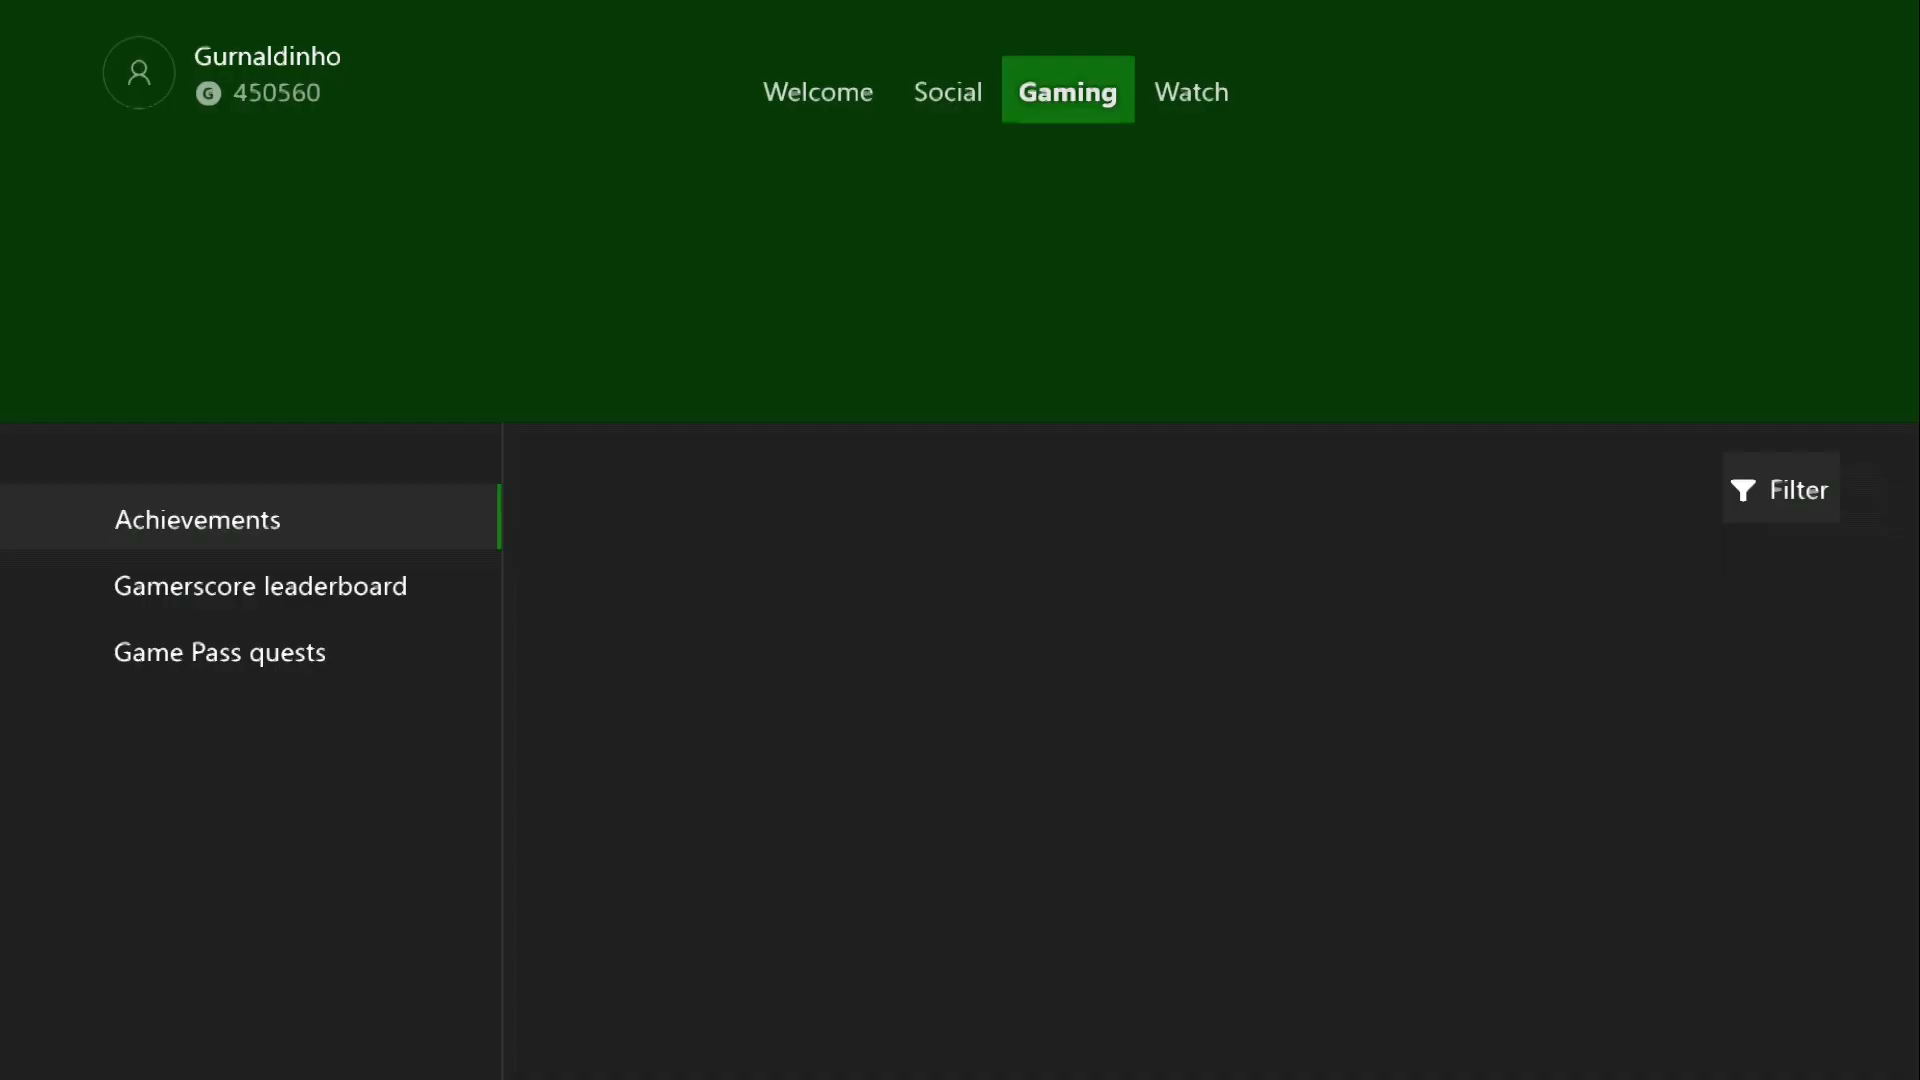 Gurnaldinho
G 450560
Welcome Social Gaming Watch
Filter
Achievements
Gamerscore leaderboard
Game Pass quests